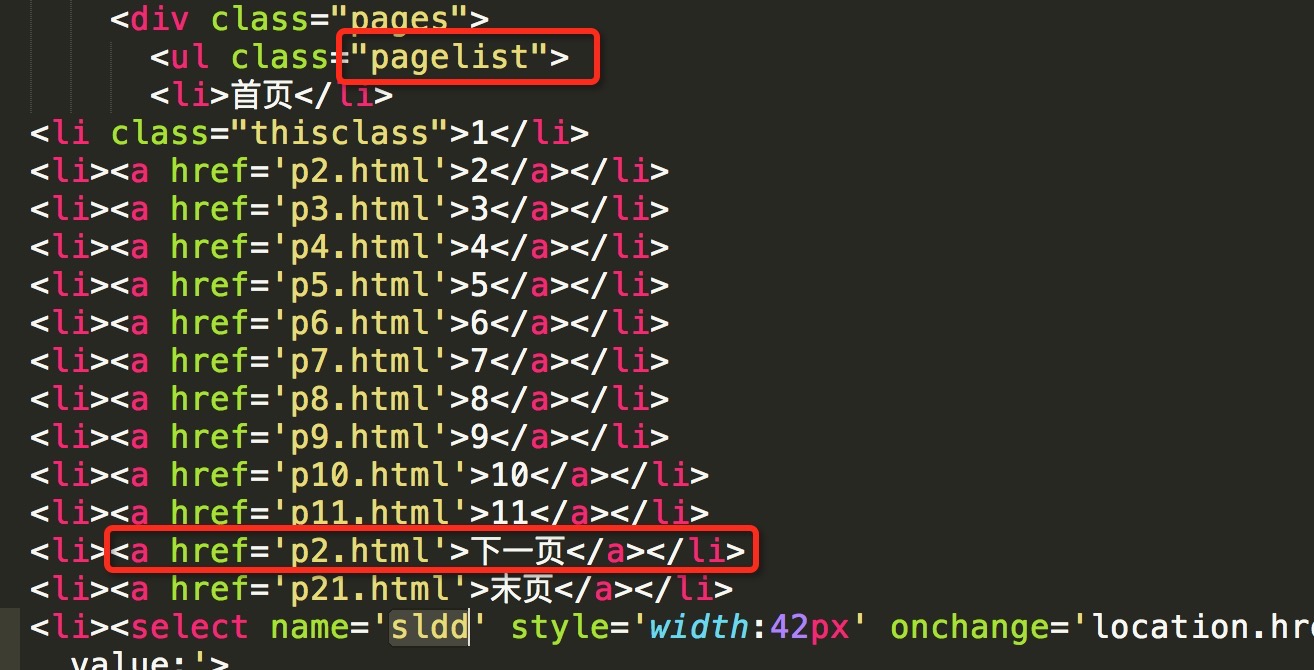 <div class="pages">
<ul class="pagelist">
<li>首页</li>
<li class="thisclass">1</li>
<li><a href='p2.html'>2</a></li>
<li><a href='p3.html'>3</a></li>
<li><a href='p4.html'>4</a></li>
<li><a href='p5.html'>5</a></li>
<li><a href='p6.html'>6</a></li>
<li><a href='p7.html'>7</a></li>
<li><a href='p8.html'>8</a></li>
<li><a href='p9.html'>9</a></li>
<li><a href='p10.html'>10</a></li>
<li><a href='p11.html'>11</a></li>
<li><a href='p2.html'>下一页</a></li>
<li><a href='p21.html'>末页</a></li>
<li><select name='sldd' style='width:42px' onchange='location.hre
value;'>